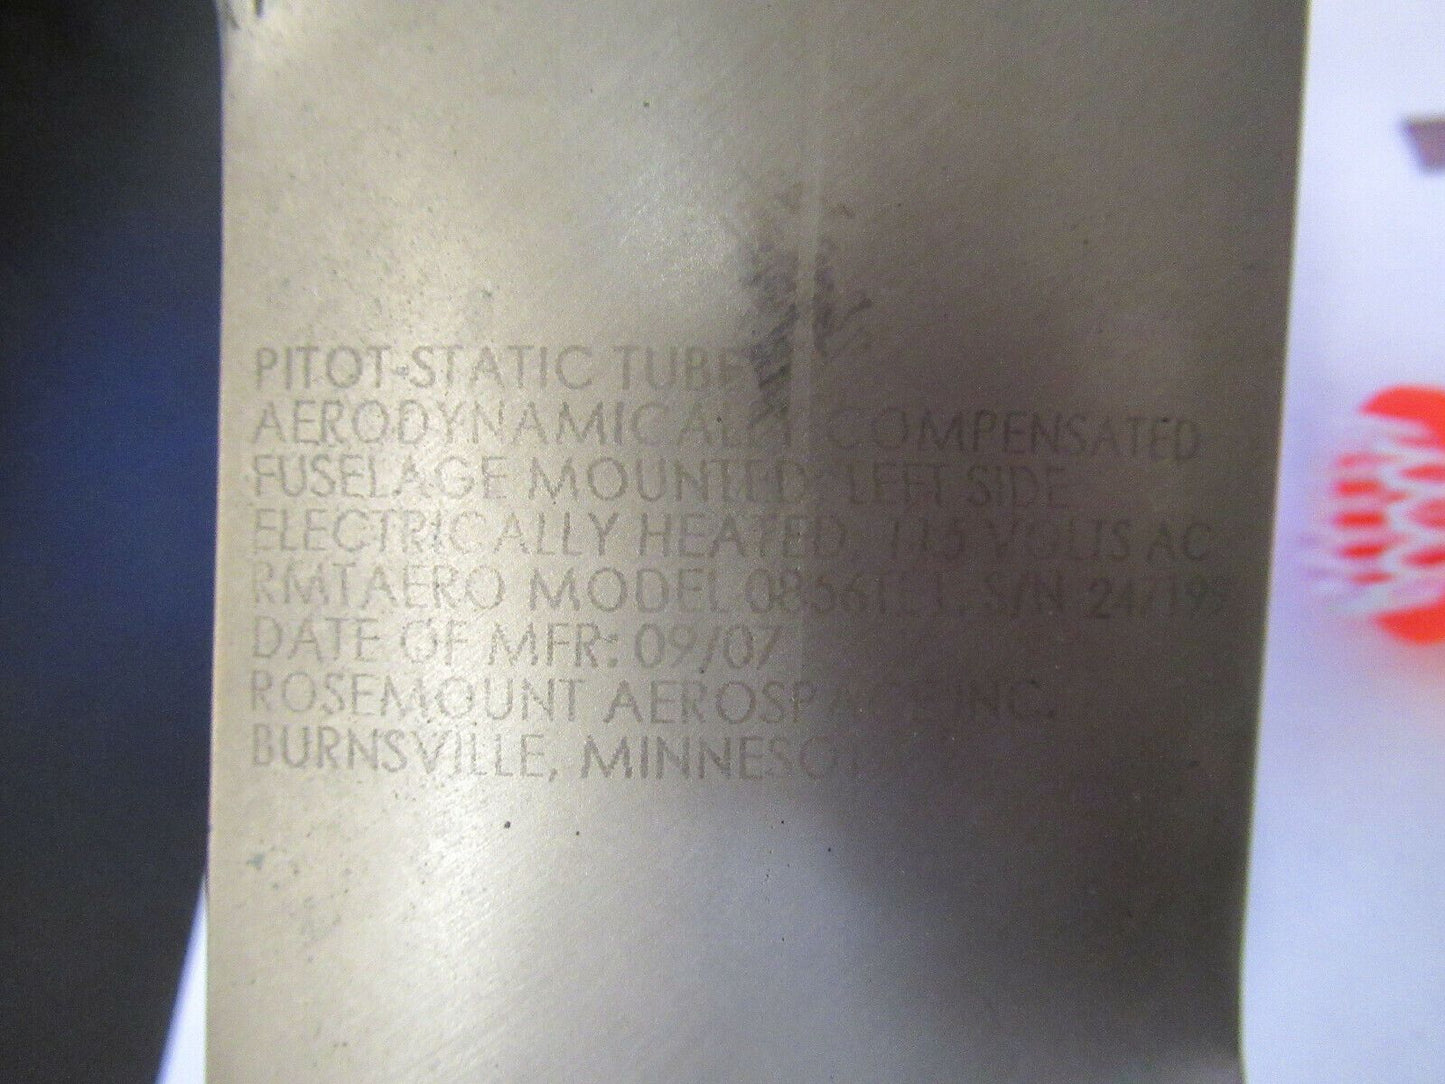 PITOT-STATIC TUBE
AERODYNAMICALLY COMPENSATED
FUSELAGE MOUNTED, LEFT SIDE
ELECTRICALLY HEATED, 115 VOLTS AC
RMTAERO MODEL S/N
DATE OF MFR: 09/07
ROSEMOUNT AEROSPACE INC.
BURNSVILLE, MINNESOTA